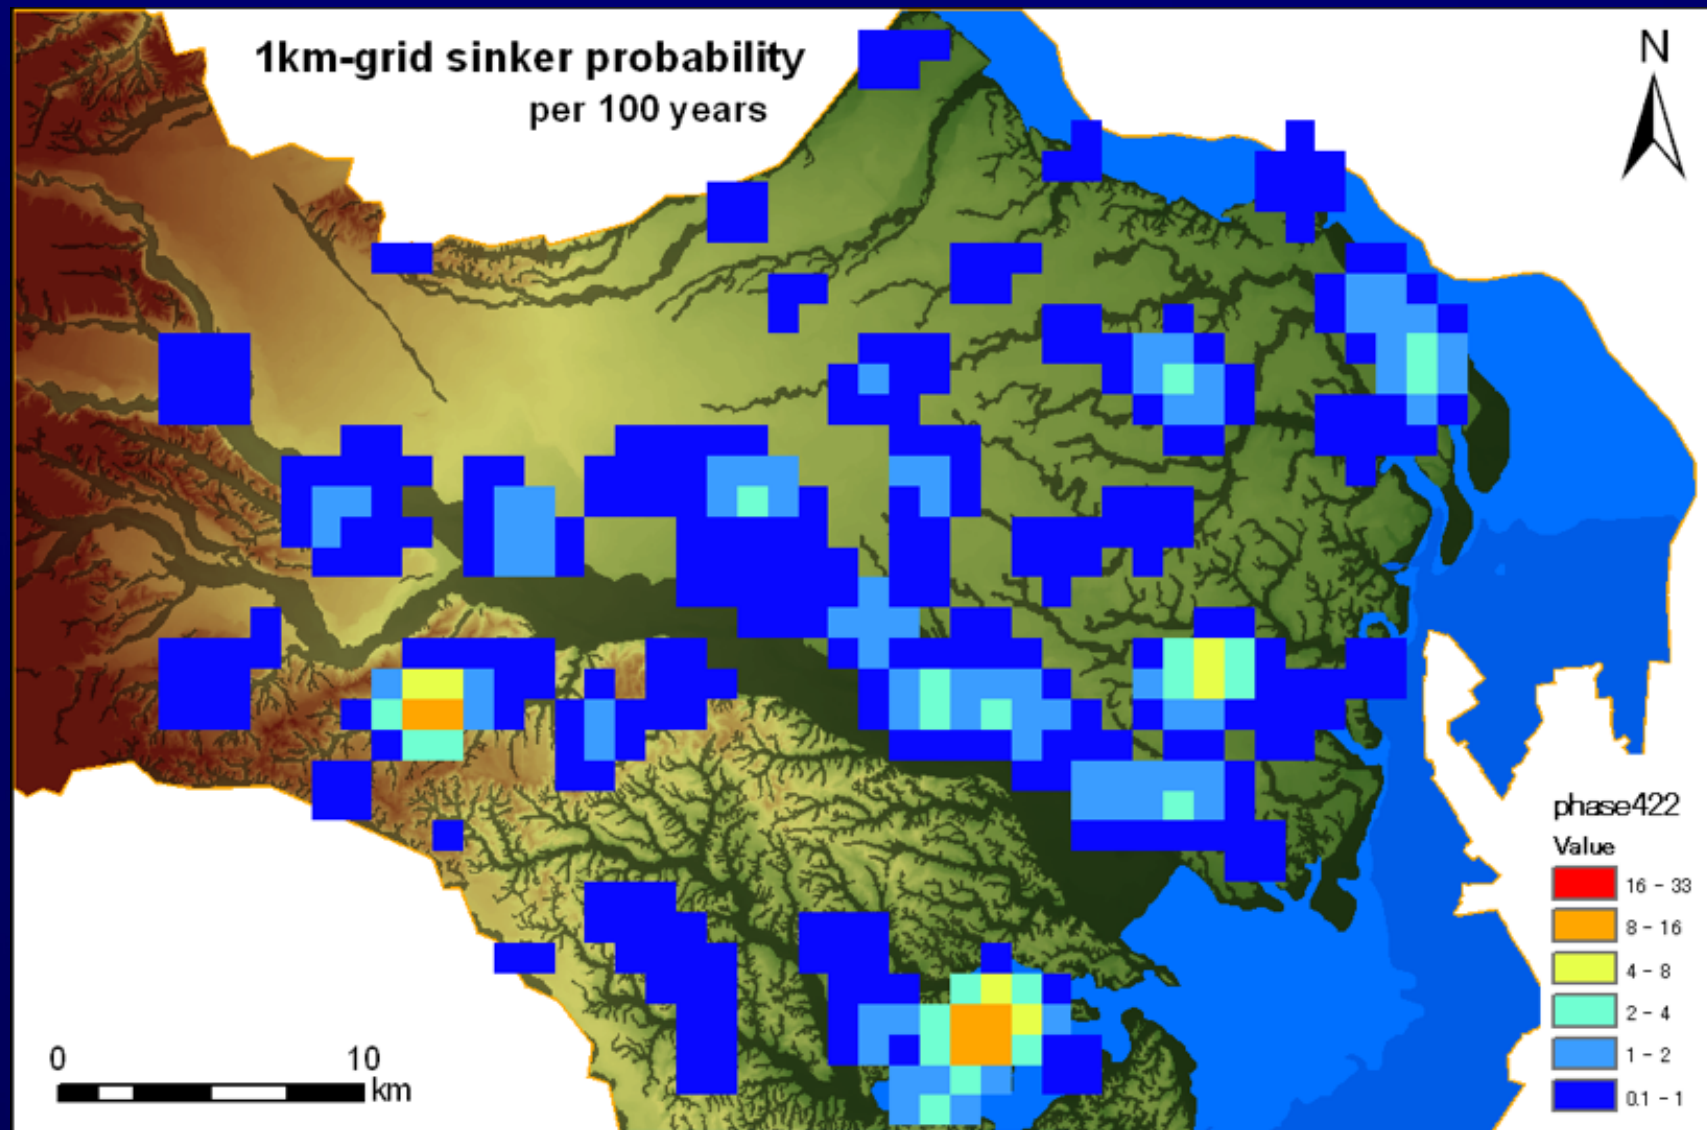 1km-grid sinker probability
per 100 years
N
phase422
Value
16 - 33
8 - 16
4 - 8
2 - 4
1 - 2
0.1 - 1
0 10
km